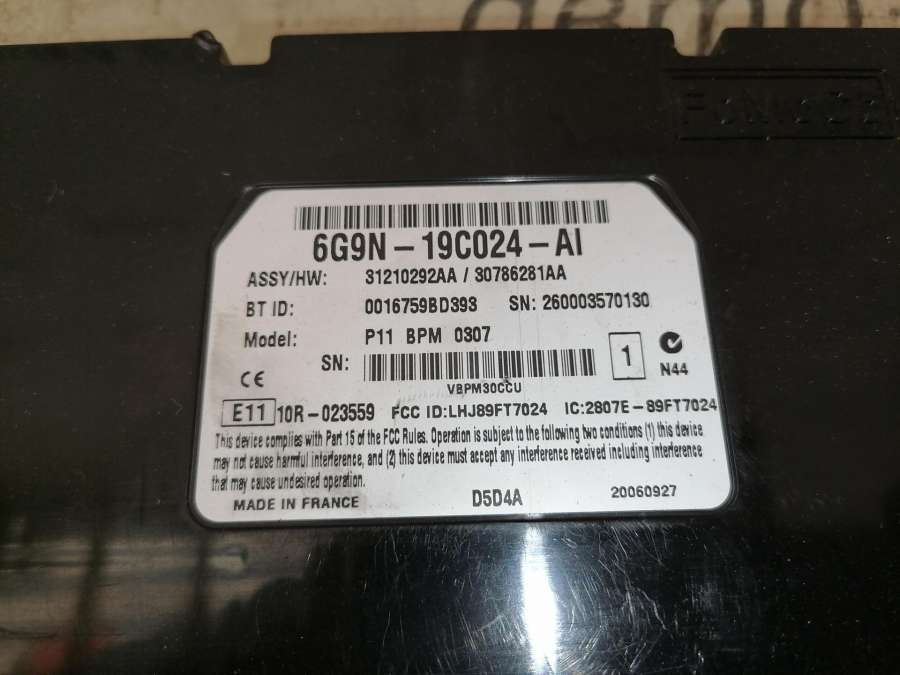 demo
6G9N-19C024-AI
ASSY/HW: 31210292AA / 30786281AA
BT ID: 0016759BD393 SN: 260003570130
Model: P11 BPM 0307
SN:
1
N44
VBPM30CCU
CE
E11 10R-023559 FCC ID:LHJ89FT7024 IC:2807E-89FT7024
This device complies with Part 15 of the FCC Rules. Operation is subject to the following two conditions (1) this device
may not cause harmful interference, and (2) this device must accept any interference received including interference
that may cause undesired operation.
MADE IN FRANCE D5D4A 20060927